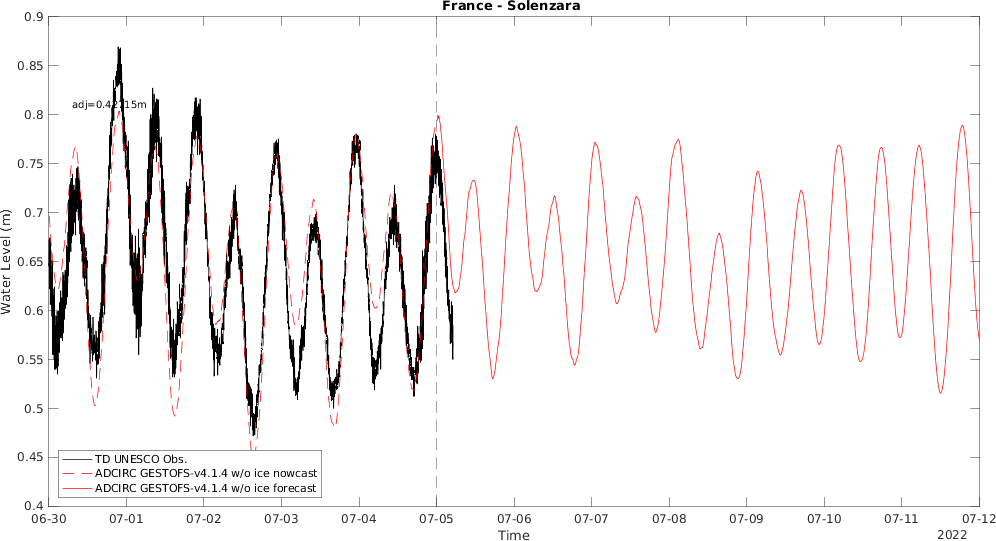 France - Solenzara
0.9
0.85
0.8
0.75
0.7
0.65
0.6
0.55
0.5
0.45
0.4
Water Level (m)
adj=0.42715m
TD UNESCO Obs.
ADCIRC GESTOFS-v4.1.4 w/o ice nowcast
ADCIRC GESTOFS-v4.1.4 w/o ice forecast
06-30 07-01 07-02 07-03 07-04 07-05 07-06 07-07 07-08 07-09 07-10 07-11 07-12
Time
2022